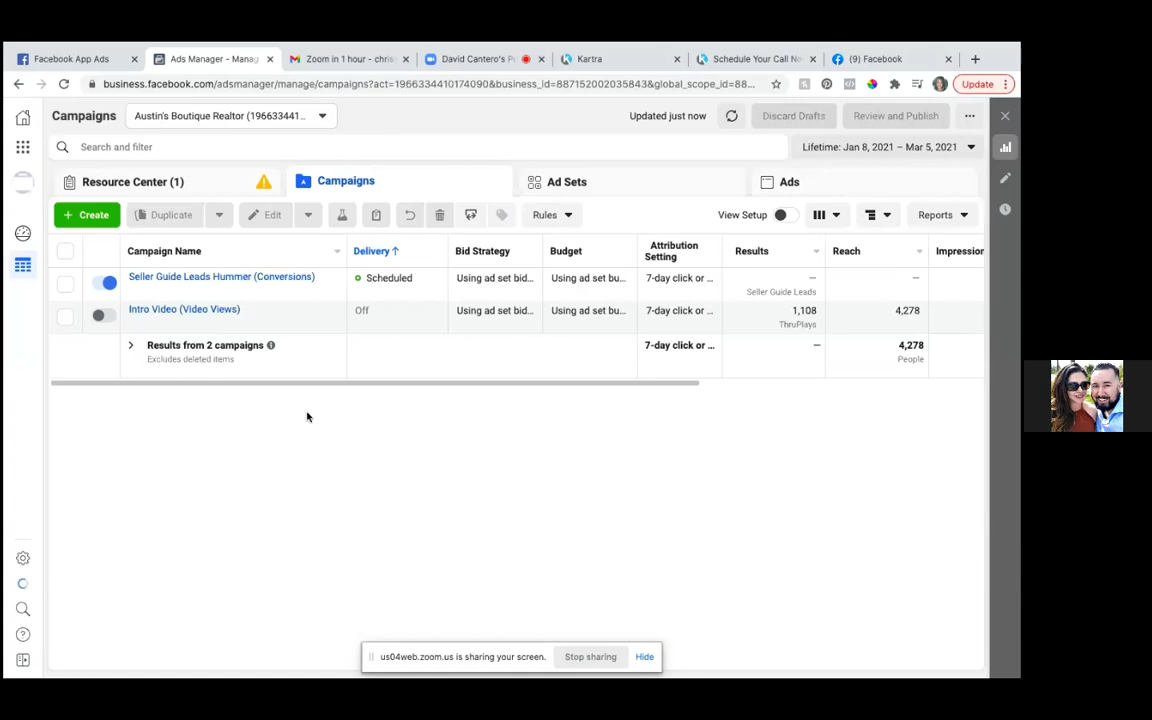 Facebook App Ads
Ads Manager - Manag
Zoom in 1 hour - chris
David Cantero's P
Kartra
Schedule Your Call No
(9) Facebook
business.facebook.com/adsmanager/manage/campaigns?act=1966334410174090&business_id=887152002035843&global_scope_id=88...
Update
Campaigns
Austin's Boutique Realtor (196633441...
Updated just now
Discard Drafts
Review and Publish
Search and filter
Lifetime: Jan 8, 2021 – Mar 5, 2021
Resource Center (1)
Campaigns
Ad Sets
Ads
+ Create
Duplicate
Edit
Rules
View Setup
Reports
Campaign Name
Delivery ↑
Bid Strategy
Budget
Attribution Setting
Results
Reach
Impression
Seller Guide Leads Hummer (Conversions)
Scheduled
Using ad set bid...
Using ad set bu...
7-day click or ...
—
—
Seller Guide Leads
Intro Video (Video Views)
Off
Using ad set bid...
Using ad set bu...
7-day click or ...
1,108
4,278
ThruPlays
Results from 2 campaigns
7-day click or ...
—
4,278
Excludes deleted items
People
us04web.zoom.us is sharing your screen.
Stop sharing
Hide